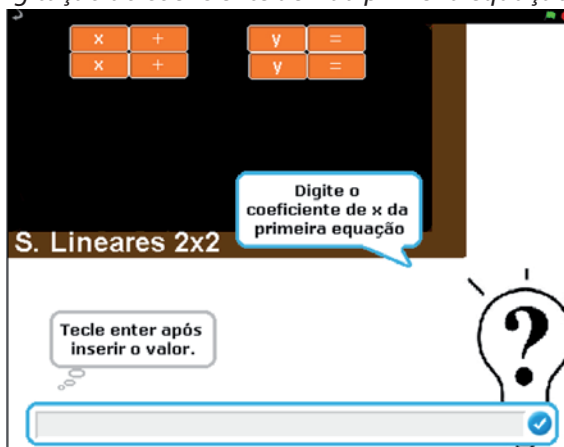 x + y =
x + y =
Digite o
coeficiente de x da
primeira equação
S. Lineares 2x2
Tecle enter após
inserir o valor.
?